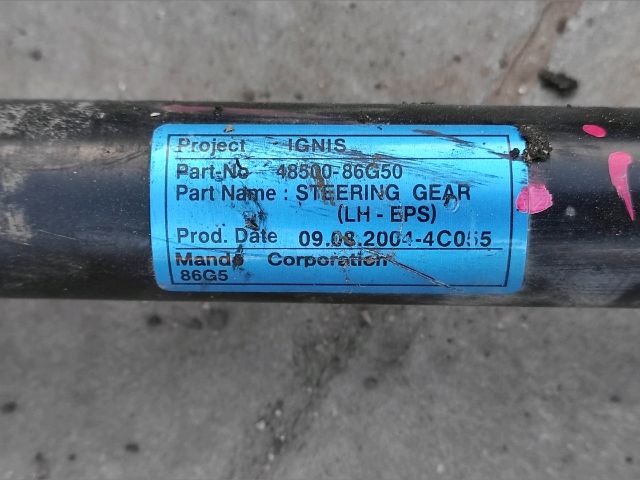 Project : IGNIS
Part No 48500-86G50
Part Name : STEERING GEAR
(LH - EPS)
Prod. Date 09.08.2004-4C055
Mando Corporation
86G5